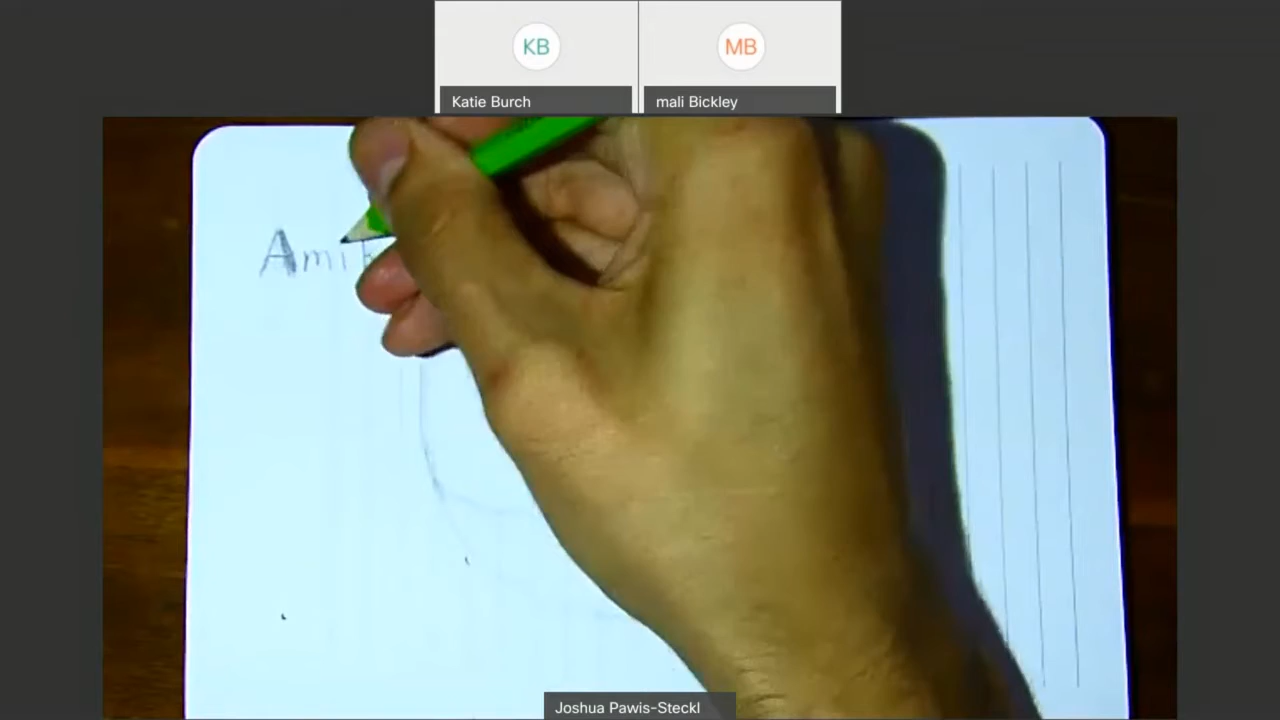 KB
MB
Katie Burch
mali Bickley
Ami
Joshua Pawis-Steckl